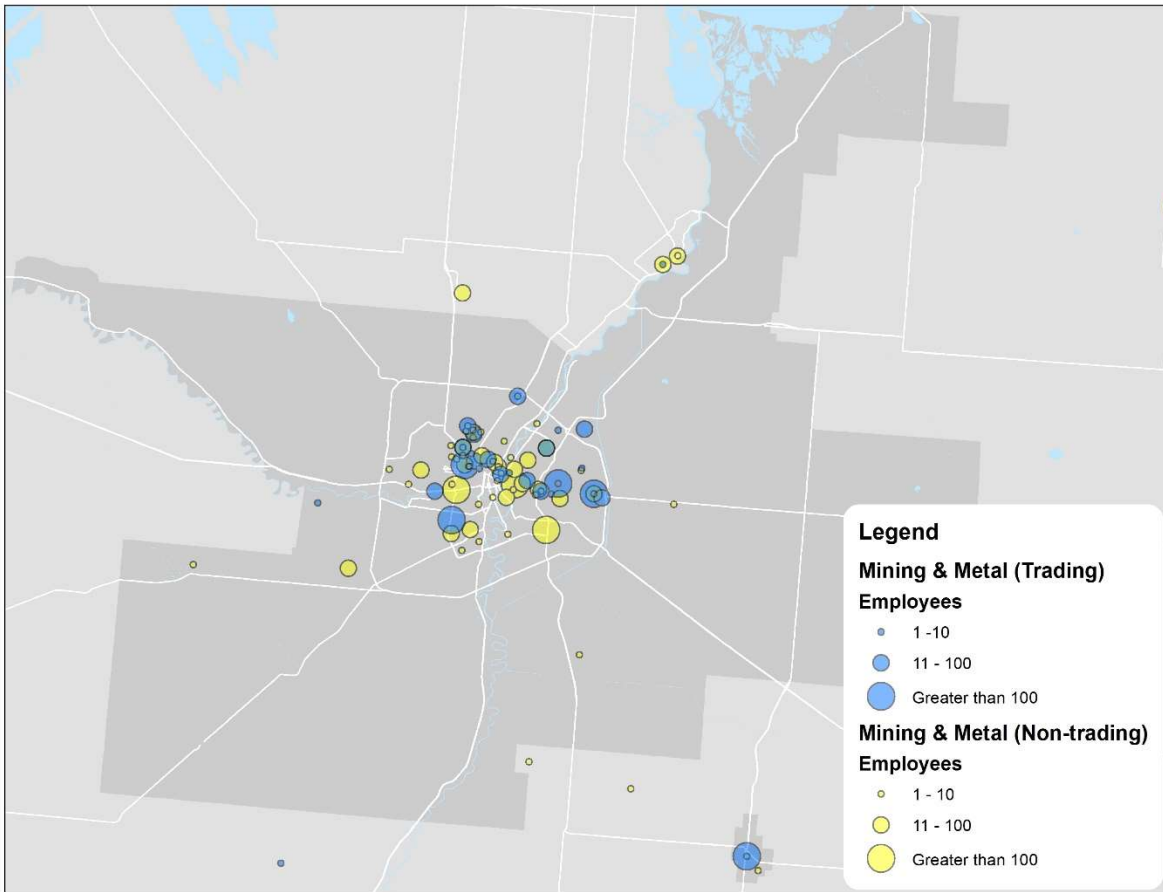 Legend
Mining & Metal (Trading)
Employees
1 -10
11 - 100
Greater than 100
Mining & Metal (Non-trading)
Employees
1 - 10
11 - 100
Greater than 100